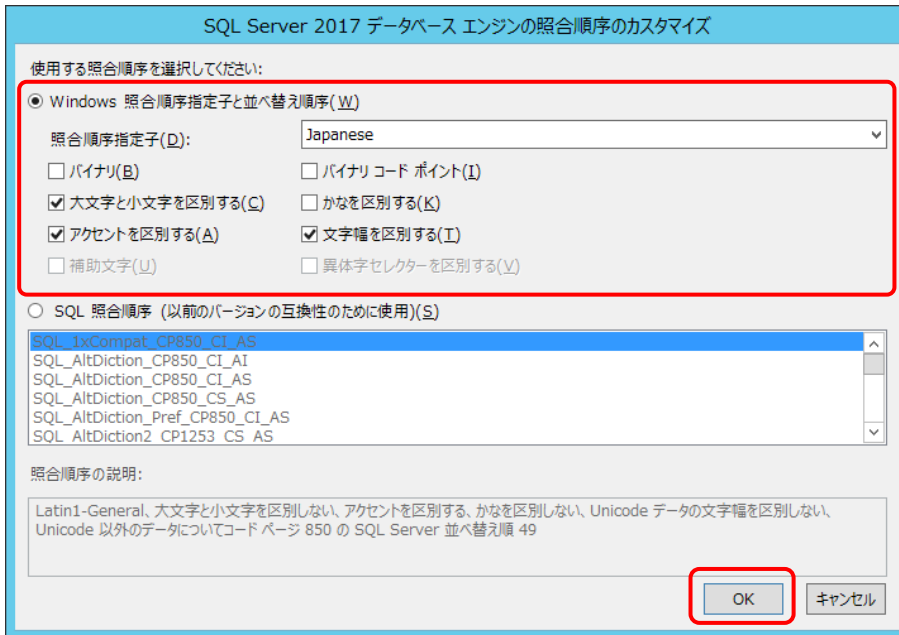 SQL Server 2017 データベース エンジンの照合順序のカスタマイズ
使用する照合順序を選択してください:
Windows 照合順序指定子と並べ替え順序(W)
照合順序指定子(D): Japanese
バイナリ(B) バイナリ コード ポイント(I)
大文字と小文字を区別する(C) かなを区別する(K)
アクセントを区別する(A) 文字幅を区別する(T)
補助文字(U) 異体字セレクターを区別する(V)
SQL 照合順序 (以前のバージョンの互換性のために使用)(S)
SQL_1xCompat_CP850_CI_AS
SQL_AltDiction_CP850_CI_AI
SQL_AltDiction_CP850_CI_AS
SQL_AltDiction_CP850_CS_AS
SQL_AltDiction_Pref_CP850_CI_AS
SQL_AltDiction2_CP1253_CS_AS
照合順序の説明:
Latin1-General、大文字と小文字を区別しない、アクセントを区別する、かなを区別しない、Unicode データの文字幅を区別しない、
Unicode 以外のデータについてコード ページ 850 の SQL Server 並べ替え順 49
OK キャンセル